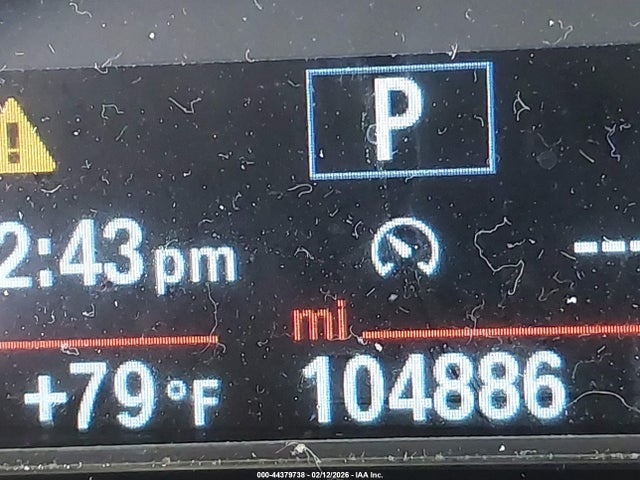 P
2:43 pm
---
mi
+79 °F 104886
000-44379738 - 02/12/2026 - IAA Inc.